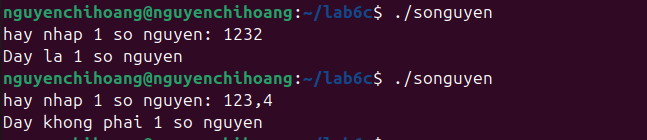 nguyenchihoang@nguyenchihoang:~/lab6c$ ./songuyen
hay nhap 1 so nguyen: 1232
Day la 1 so nguyen
nguyenchihoang@nguyenchihoang:~/lab6c$ ./songuyen
hay nhap 1 so nguyen: 123,4
Day khong phai 1 so nguyen